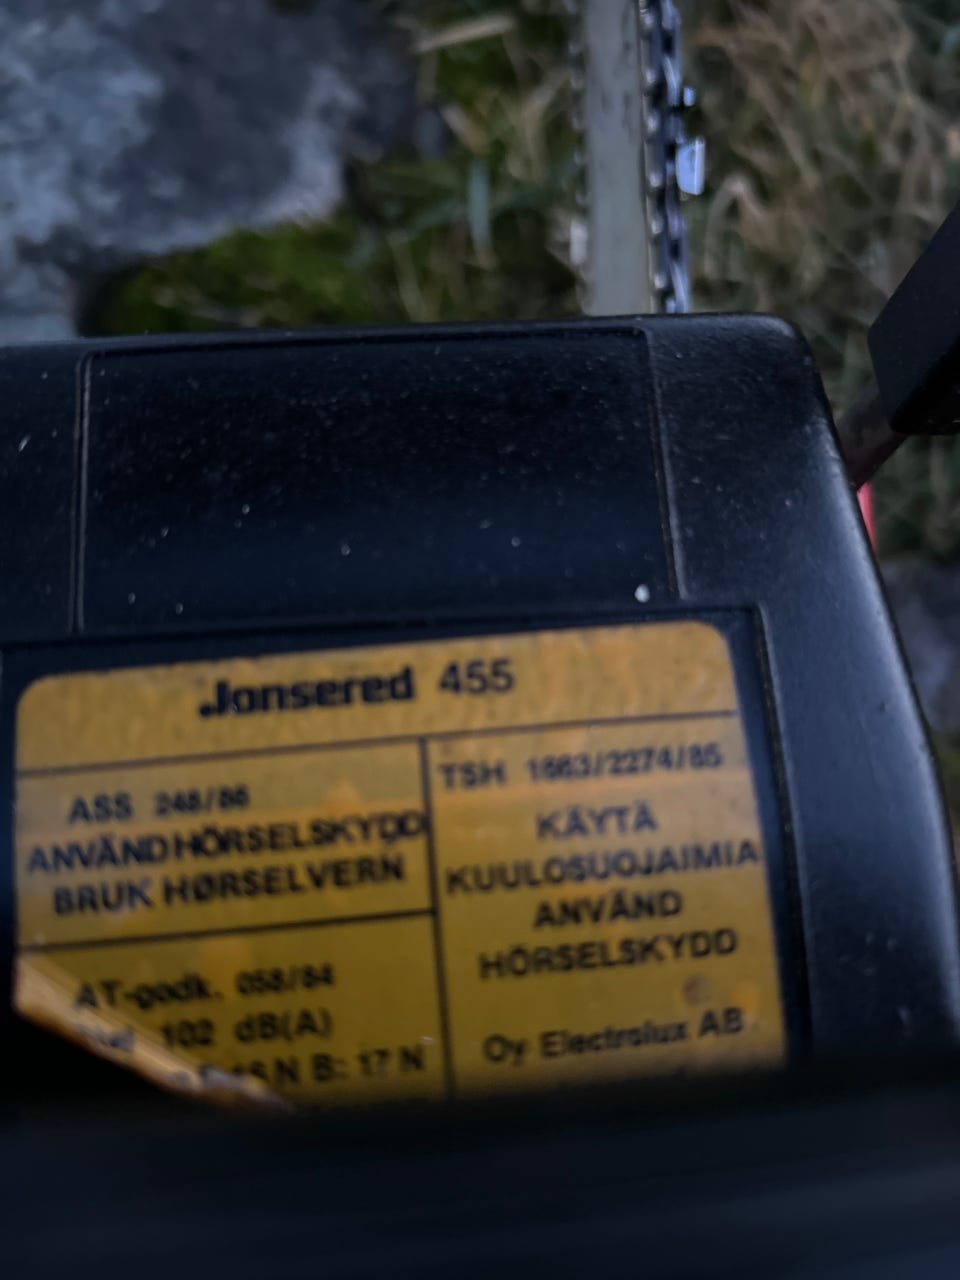 Jonsered 455
ASS 248/86
ANVÄND HÖRSELSKYDD
BRUK HØRSELVERN
AT-godk. 058/84
102 dB(A)
N B: 17 N
TSH 1663/2274/85
KÄYTÄ
KUULOSUOJAIMIA
ANVÄND
HÖRSELSKYDD
Oy Electrolux AB